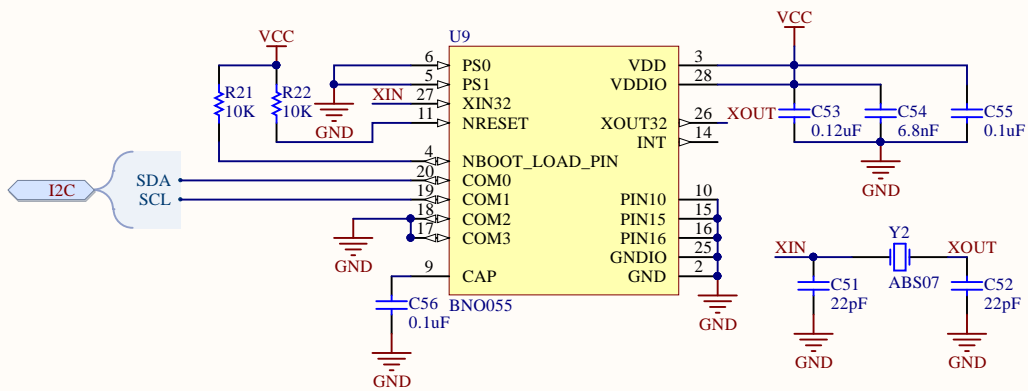 VCC
R21
10K
R22
10K
XIN
GND
I2C
SDA
SCL
GND
C56
0.1uF
GND
U9
6 PS0
5 PS1
27 XIN32
11 NRESET
4 NBOOT_LOAD_PIN
20 COM0
19 COM1
18 COM2
17 COM3
9 CAP
VDD 3
VDDIO 28
XOUT32 26
INT 14
PIN10 10
PIN15 15
PIN16 16
GNDIO 25
GND 2
BNO055
GND
VCC
XOUT
C53
0.12uF
C54
6.8nF
C55
0.1uF
GND
XIN
Y2
XOUT
ABS07
C51
22pF
C52
22pF
GND
GND